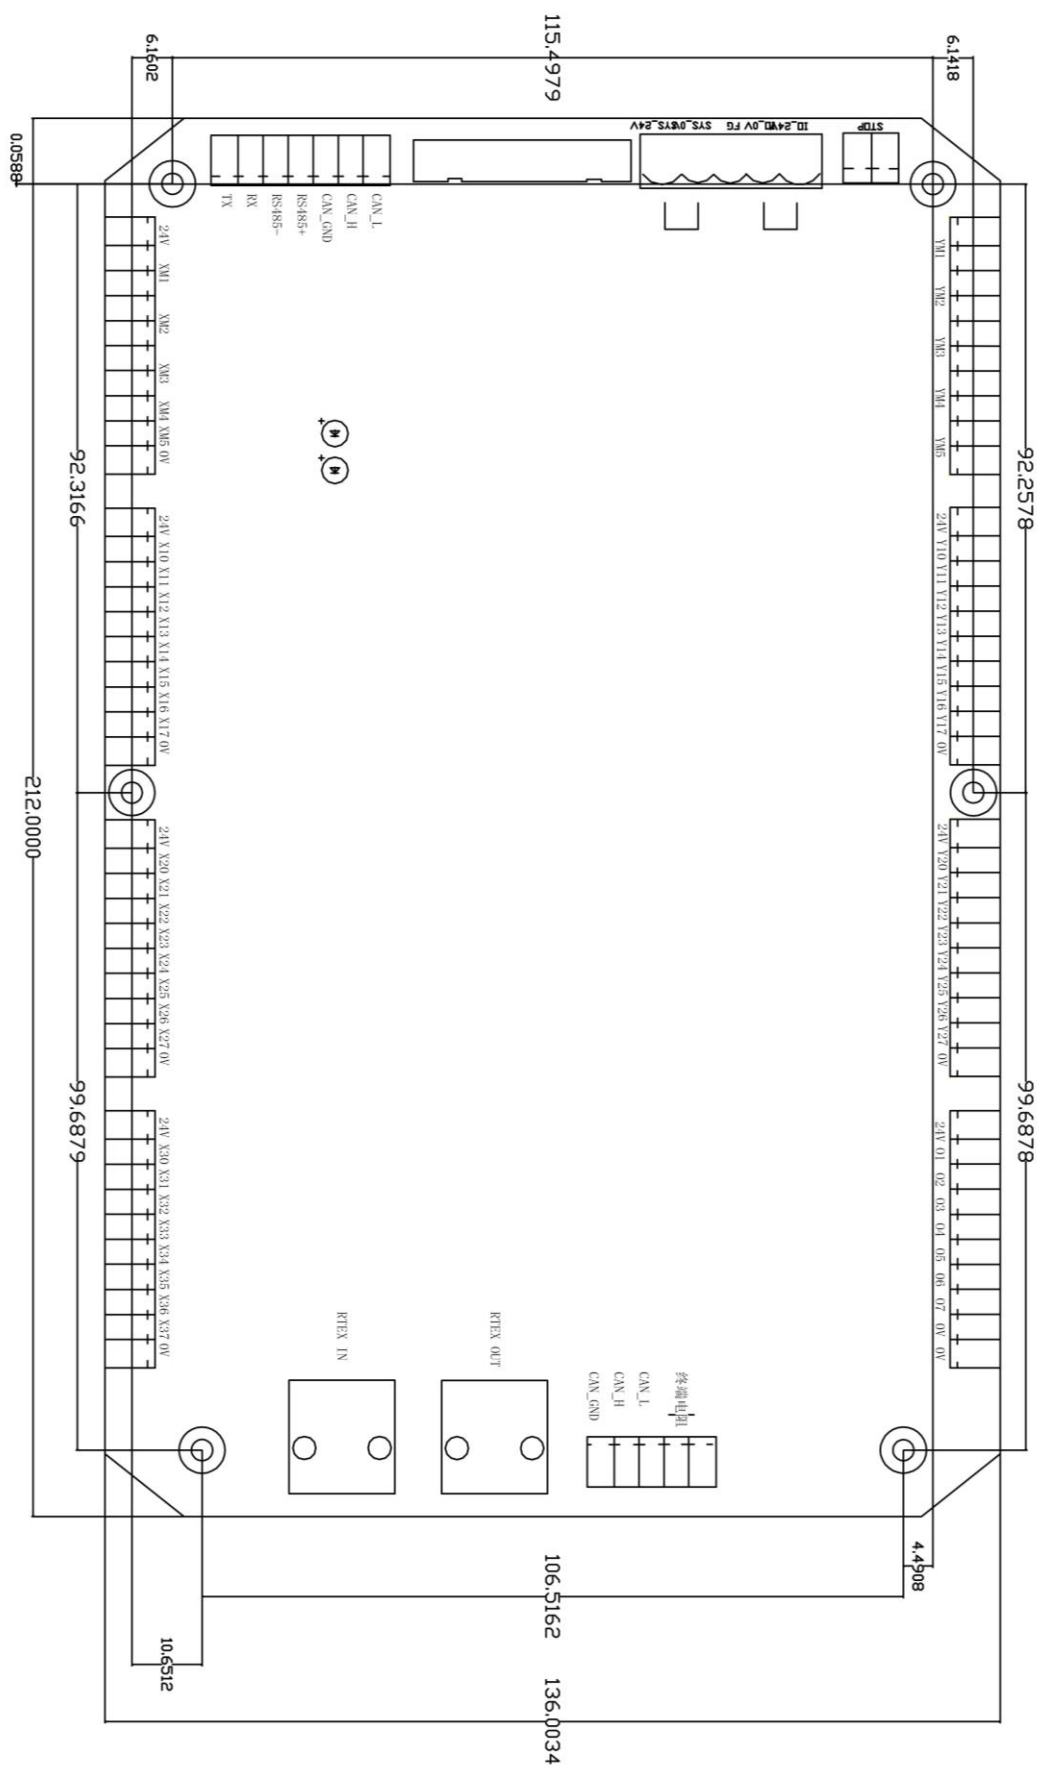 115.4979
6.1602
6.1418
0.0588
SYS_24V
SYS_0V
FG
IO_0V
IO_24V
STOP
TX
RX
RS485-
RS485+
CAN_GND
CAN_H
CAN_L
24V XM1 XM2 XM3 XM4 XM5 0V
YM1 YM2 YM3 YM4 YM5
92.3166
92.2578
24V X10 X11 X12 X13 X14 X15 X16 X17 0V
24V Y10 Y11 Y12 Y13 Y14 Y15 Y16 Y17 0V
212.0000
24V X20 X21 X22 X23 X24 X25 X26 X27 0V
24V Y20 Y21 Y22 Y23 Y24 Y25 Y26 Y27 0V
99.6879
99.6878
24V X30 X31 X32 X33 X34 X35 X36 X37 0V
24V O1 O2 O3 O4 O5 O6 O7 0V 0V
RTEX IN
RTEX OUT
CAN_GND
CAN_H
CAN_L
终端电阻
4.4908
106.5162
10.6512
136.0034